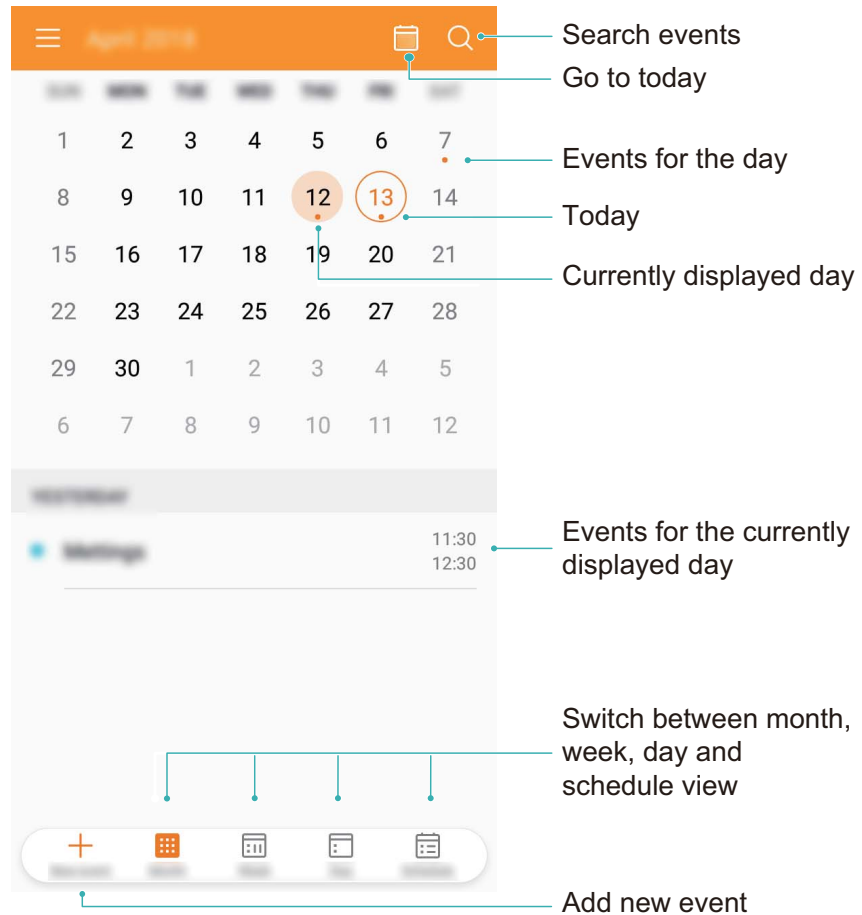 Search events
Go to today
1 2 3 4 5 6 7
Events for the day
8 9 10 11 12 13 14
Today
15 16 17 18 19 20 21
Currently displayed day
22 23 24 25 26 27 28
29 30 1 2 3 4 5
6 7 8 9 10 11 12
11:30
12:30
Events for the currently
displayed day
Switch between month,
week, day and
schedule view
Add new event